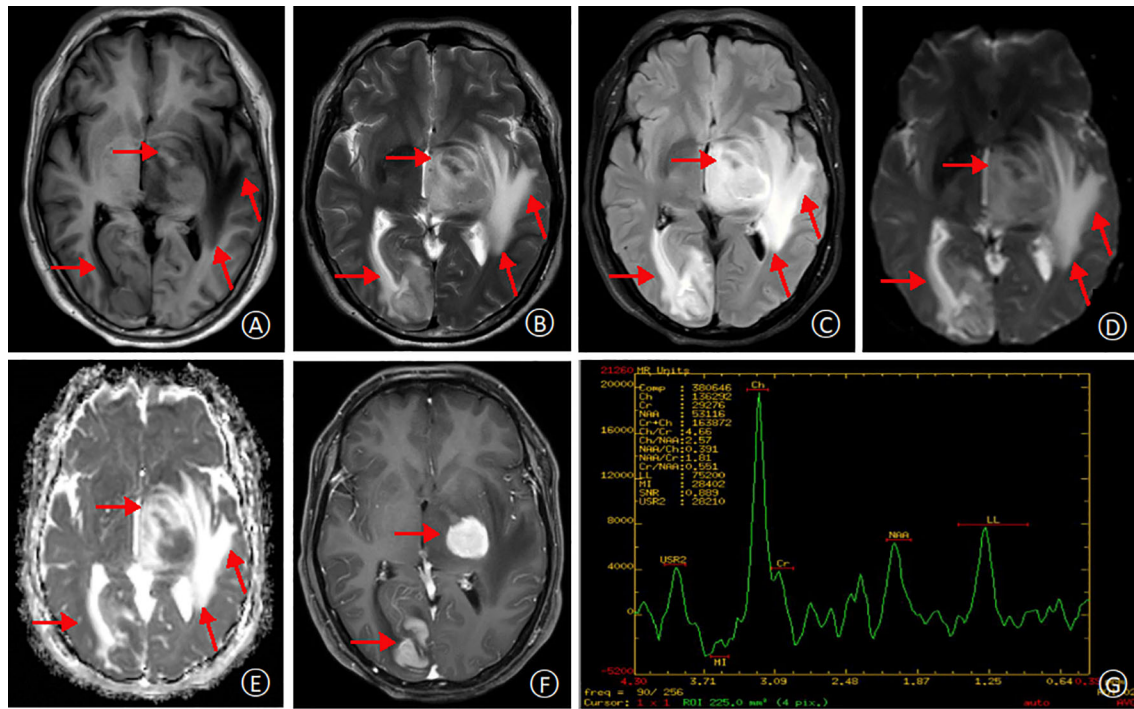 Ⓐ
Ⓑ
Ⓒ
Ⓓ
Ⓔ
Ⓕ
21260 MR Units
20000
Comp : 380646
Ch : 136292
Cr : 29276
NAA : 53116
Cr+Ch : 163872
Ch/Cr :4.66
Ch/NAA:2.57
NAA/Ch:0.391
NAA/Cr:1.81
Cr/NAA:0.551
LL : 75200
MI : 28402
SNR :0.889
USR2 : 28210
16000
12000
8000
4000
0
-5200
USR2
MI
Ch
Cr
NAA
LL
4.30 3.71 3.09 2.48 1.87 1.25 0.64
freq = 90/ 256
Cursor: 1 x 1 ROI 225.0 mm² (4 pix.) auto
Ⓖ